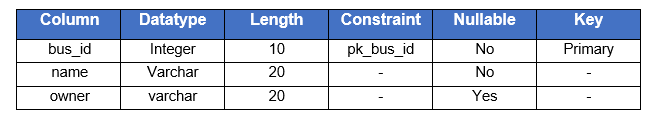 Column Datatype Length Constraint Nullable Key
bus_id Integer 10 pk_bus_id No Primary
name Varchar 20 - No -
owner varchar 20 - Yes -